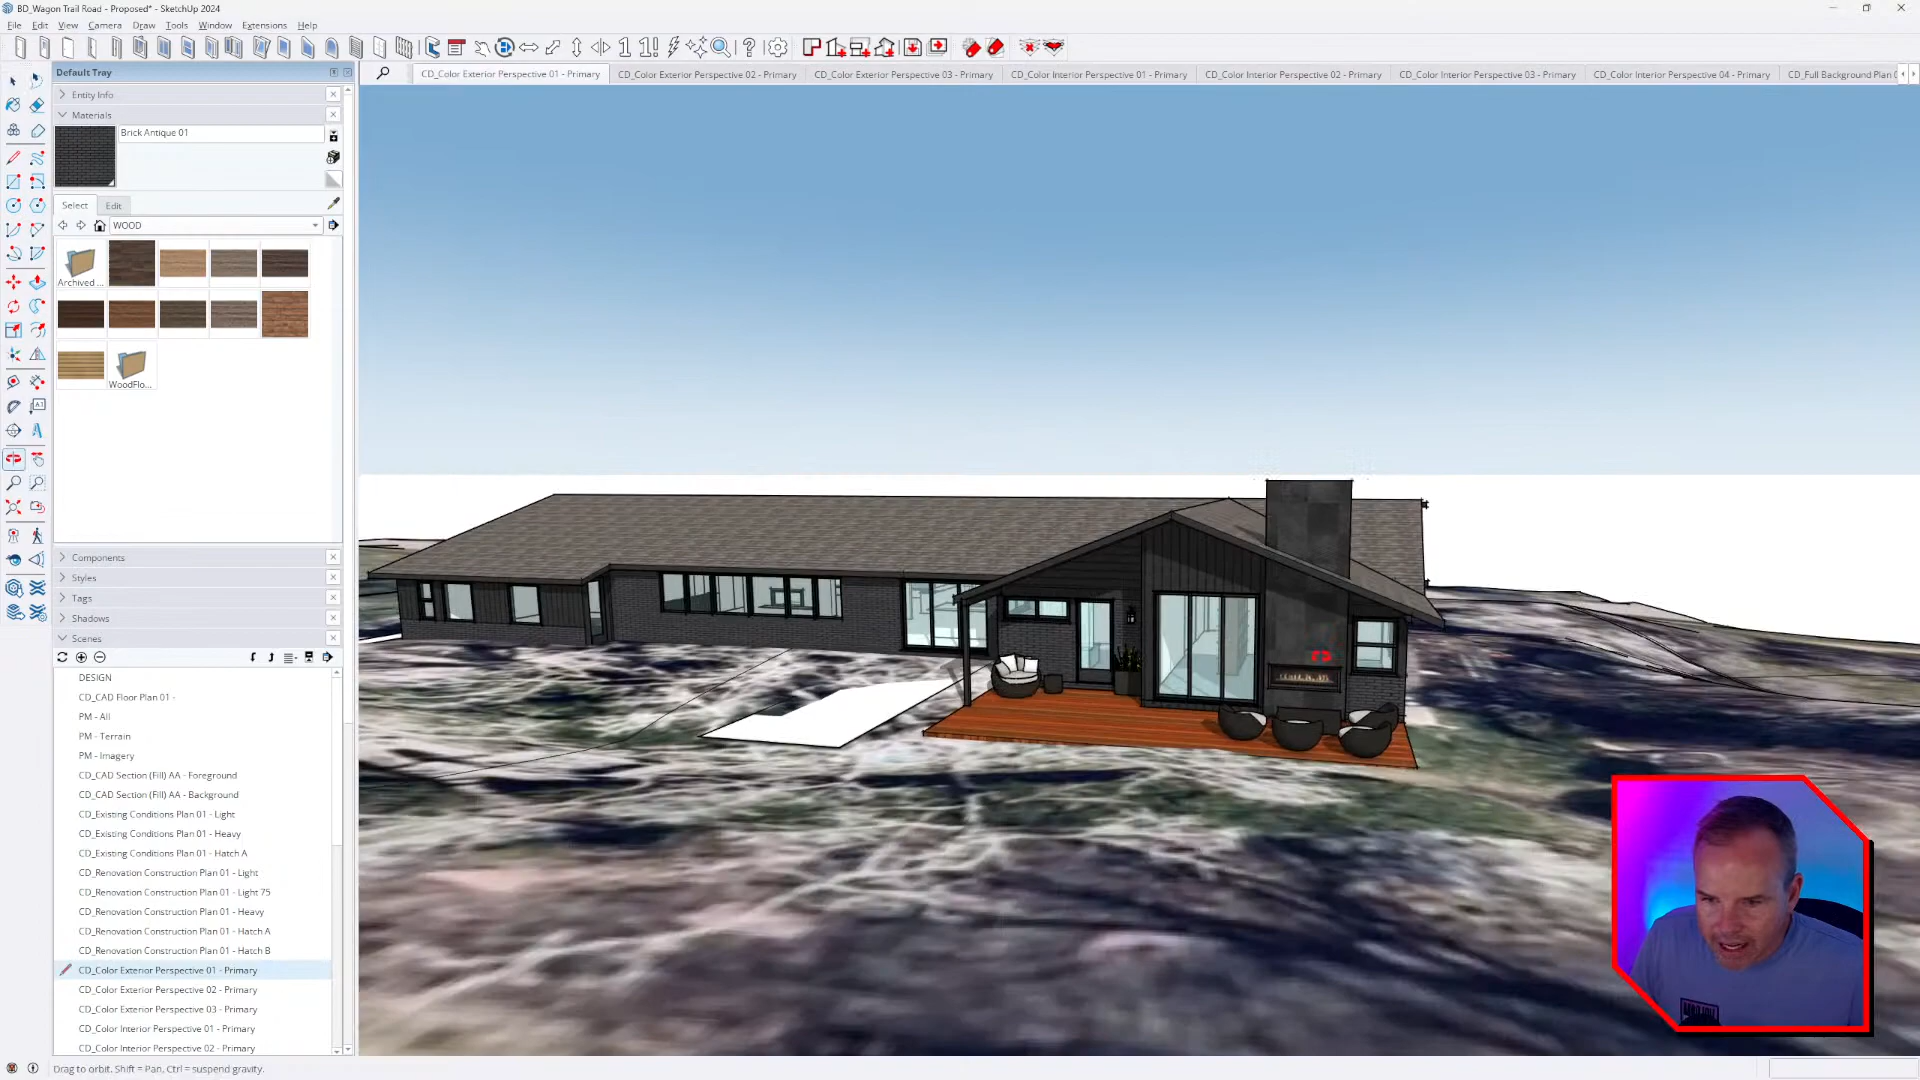 BD_Wagon Trail Road - Proposed* - SketchUp 2024
File Edit View Camera Draw Tools Window Extensions Help
Default Tray
CD_Color Exterior Perspective 01 - Primary
CD_Color Exterior Perspective 02 - Primary
CD_Color Exterior Perspective 03 - Primary
CD_Color Interior Perspective 01 - Primary
CD_Color Interior Perspective 02 - Primary
CD_Color Interior Perspective 03 - Primary
CD_Color Interior Perspective 04 - Primary
CD_Full Background Plan
Entity Info
Materials
Brick Antique 01
Select Edit
WOOD
Archived ...
WoodFlo...
Components
Styles
Tags
Shadows
Scenes
DESIGN
CD_CAD Floor Plan 01 -
PM - All
PM - Terrain
PM - Imagery
CD_CAD Section (Fill) AA - Foreground
CD_CAD Section (Fill) AA - Background
CD_Existing Conditions Plan 01 - Light
CD_Existing Conditions Plan 01 - Heavy
CD_Existing Conditions Plan 01 - Hatch A
CD_Renovation Construction Plan 01 - Light
CD_Renovation Construction Plan 01 - Light 75
CD_Renovation Construction Plan 01 - Heavy
CD_Renovation Construction Plan 01 - Hatch A
CD_Renovation Construction Plan 01 - Hatch B
CD_Color Exterior Perspective 01 - Primary
CD_Color Exterior Perspective 02 - Primary
CD_Color Exterior Perspective 03 - Primary
CD_Color Interior Perspective 01 - Primary
CD_Color Interior Perspective 02 - Primary
Drag to orbit. Shift = Pan, Ctrl = suspend gravity.